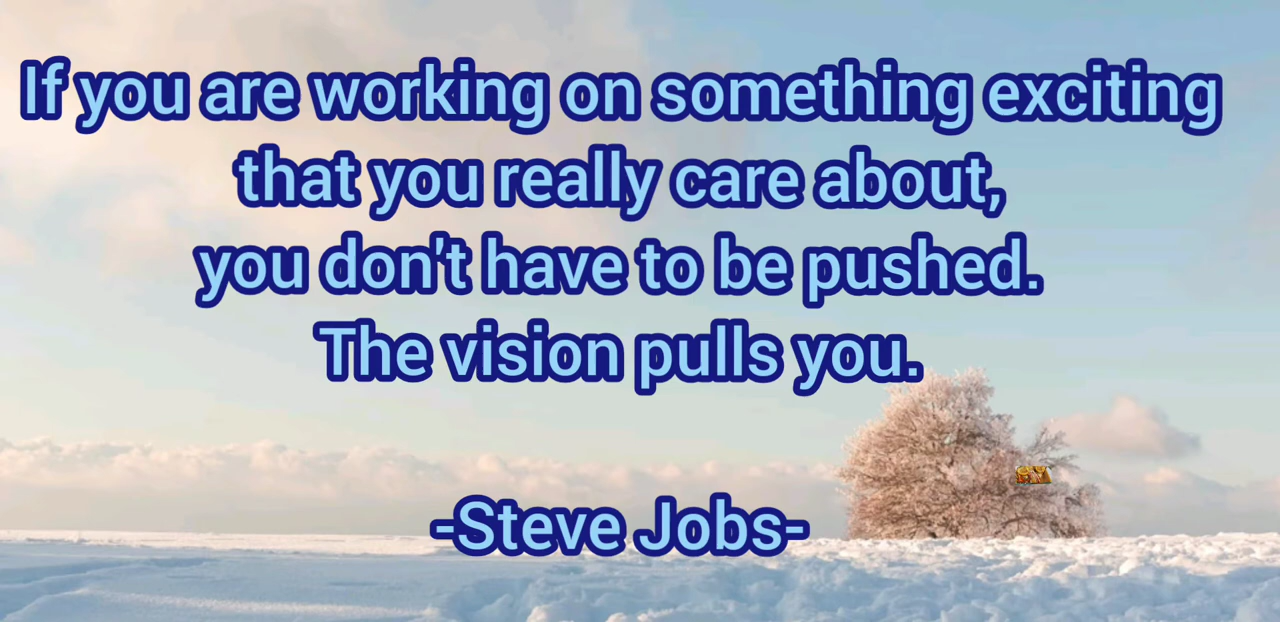 If you are working on something exciting
that you really care about,
you don't have to be pushed.
The vision pulls you.
-Steve Jobs-